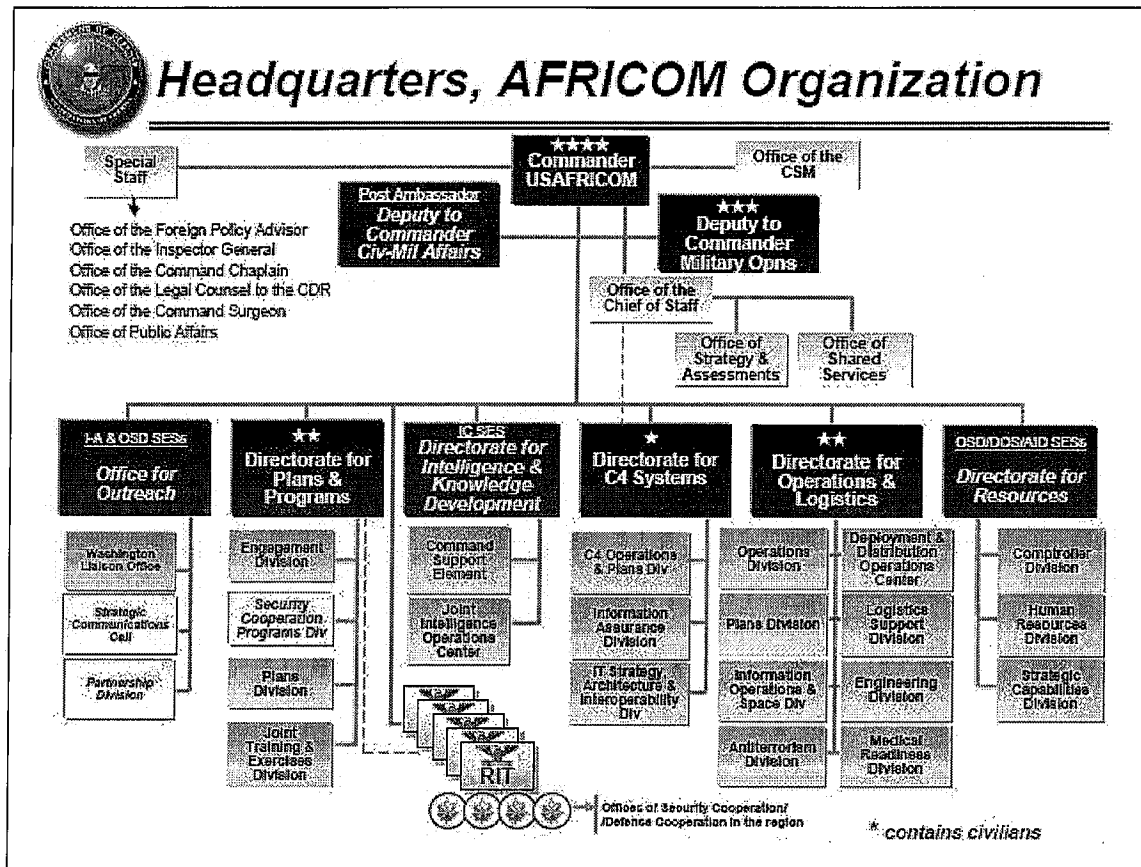 Headquarters, AFRICOM Organization
Special
Staff
★★★★
Commander
USAFRICOM
Office of the
CSM
Post Ambassador
Deputy to
Commander
Civ-Mil Affairs
★★★
Deputy to
Commander
Military Opns
Office of the Foreign Policy Advisor
Office of the Inspector General
Office of the Command Chaplain
Office of the Legal Counsel to the CDR
Office of the Command Surgeon
Office of Public Affairs
Office of the
Chief of Staff
Office of
Strategy &
Assessments
Office of
Shared
Services
I-A & OSD SESs
Office for
Outreach
★★
Directorate for
Plans &
Programs
IC SES
Directorate for
Intelligence &
Knowledge
Development
★
Directorate for
C4 Systems
★★
Directorate for
Operations &
Logistics
OSD/DOS/AID SESs
Directorate for
Resources
Washington
Liaison Office
Strategic
Communications
Cell
Partnership
Division
Engagement
Division
Security
Cooperation
Programs Div
Plans
Division
Joint
Training &
Exercises
Division
Command
Support
Element
Joint
Intelligence
Operations
Center
C4 Operations
& Plans Div
Information
Assurance
Division
IT Strategy
Architecture &
Interoperability
Div
Operations
Division
Plans Division
Information
Operations &
Space Div
Antiterrorism
Division
Deployment &
Distribution
Operations
Center
Logistics
Support
Division
Engineering
Division
Medical
Readiness
Division
Comptroller
Division
Human
Resources
Division
Strategic
Capabilities
Division
RIT
Offices of Security Cooperation/
/Defence Cooperation in the region
* contains civilians